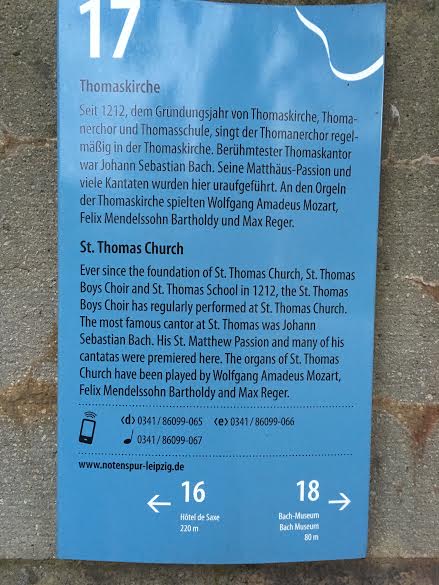 17
Thomaskirche
Seit 1212, dem Gründungsjahr von Thomaskirche, Thoma-
nerchor und Thomasschule, singt der Thomanerchor regel-
mäßig in der Thomaskirche. Berühmtester Thomaskantor
war Johann Sebastian Bach. Seine Matthäus-Passion und
viele Kantaten wurden hier uraufgeführt. An den Orgeln
der Thomaskirche spielten Wolfgang Amadeus Mozart,
Felix Mendelssohn Bartholdy und Max Reger.
St. Thomas Church
Ever since the foundation of St. Thomas Church, St. Thomas
Boys Choir and St. Thomas School in 1212, the St. Thomas
Boys Choir has regularly performed at St. Thomas Church.
The most famous cantor at St. Thomas was Johann
Sebastian Bach. His St. Matthew Passion and many of his
cantatas were premiered here. The organs of St. Thomas
Church have been played by Wolfgang Amadeus Mozart,
Felix Mendelssohn Bartholdy and Max Reger.
‹d› 0341/86099-065 ‹e› 0341/86099-066
♩ 0341/86099-067
www.notenspur-leipzig.de
← 16
Hôtel de Saxe
220 m
18 →
Bach-Museum
Bach Museum
80 m